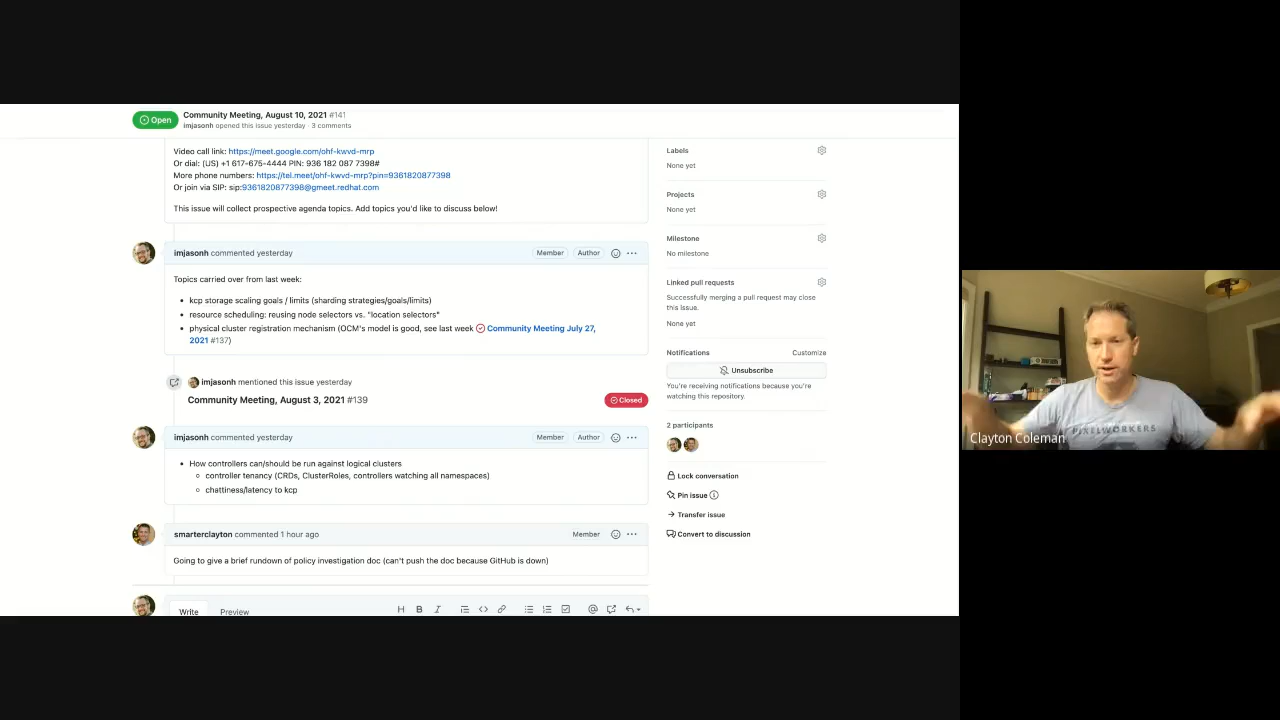 Open
Community Meeting, August 10, 2021 #141
imjasonh opened this issue yesterday · 3 comments
Video call link: https://meet.google.com/ohf-kwvd-mrp
Or dial: (US) +1 617-675-4444 PIN: 936 182 087 7398#
More phone numbers: https://tel.meet/ohf-kwvd-mrp?pin=9361820877398
Or join via SIP: sip:9361820877398@gmeet.redhat.com
This issue will collect prospective agenda topics. Add topics you'd like to discuss below!
imjasonh commented yesterday
Member
Author
Topics carried over from last week:
• kcp storage scaling goals / limits (sharding strategies/goals/limits)
• resource scheduling: reusing node selectors vs. "location selectors"
• physical cluster registration mechanism (OCM's model is good, see last week Community Meeting July 27,
2021 #137)
imjasonh mentioned this issue yesterday
Community Meeting, August 3, 2021 #139
Closed
imjasonh commented yesterday
Member
Author
• How controllers can/should be run against logical clusters
◦ controller tenancy (CRDs, ClusterRoles, controllers watching all namespaces)
◦ chattiness/latency to kcp
smarterclayton commented 1 hour ago
Member
Going to give a brief rundown of policy investigation doc (can't push the doc because GitHub is down)
Write
Preview
Labels
None yet
Projects
None yet
Milestone
No milestone
Linked pull requests
Successfully merging a pull request may close
this issue.
None yet
Notifications
Customize
Unsubscribe
You're receiving notifications because you're
watching this repository.
2 participants
Lock conversation
Pin issue
Transfer issue
Convert to discussion
PIXELWORKERS
Clayton Coleman